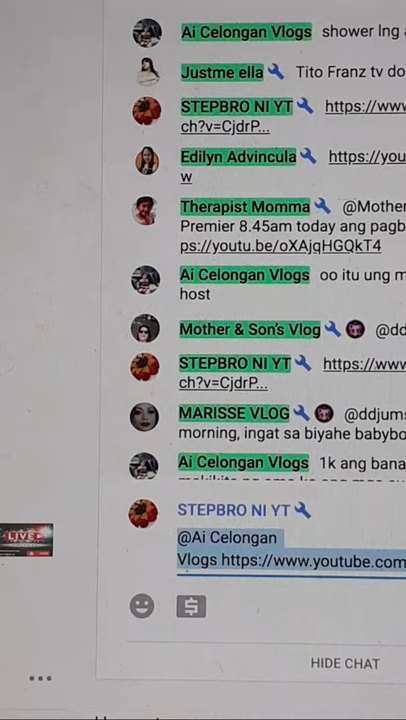 Ai Celongan Vlogs shower lng
Justme ella Tito Franz tv do
STEPBRO NI YT https://www
ch?v=CjdrP...
Edilyn Advincula https://you
w
Therapist Momma @Mother
Premier 8.45am today ang pagb
ps://youtu.be/oXAjqHGQkT4
Ai Celongan Vlogs oo itu ung m
host
Mother & Son's Vlog @dd
STEPBRO NI YT https://www
ch?v=CjdrP...
MARISSE VLOG @ddjums
morning, ingat sa biyahe babybo
Ai Celongan Vlogs 1k ang bana
STEPBRO NI YT
@Ai Celongan
Vlogs https://www.youtube.com
LIVE
HIDE CHAT